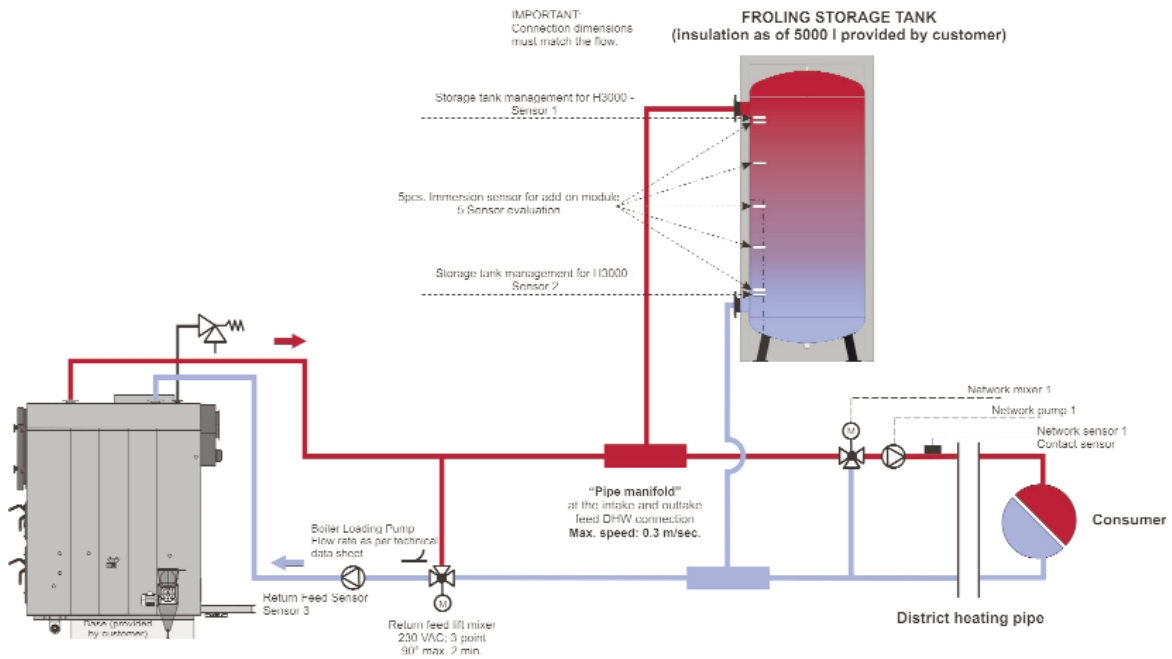 IMPORTANT:
Connection dimensions
must match the flow.
FROLING STORAGE TANK
(insulation as of 5000 l provided by customer)
Storage tank management for H3000 -
Sensor 1
5pcs. Immersion sensor for add on module
5 Sensor evaluation
Storage tank management for H3000 -
Sensor 2
Network mixer 1
M
Network pump 1
Network sensor 1
Contact sensor
"Pipe manifold"
at the intake and outtake
feed DHW connection
Max. speed: 0.3 m/sec.
Consumer
Boiler Loading Pump
Flow rate as per technical
data sheet
Return Feed Sensor
Sensor 3
M
Return feed lift mixer
230 VAC; 3 point
90° max. 2 min.
District heating pipe
Base (provided
by customer)